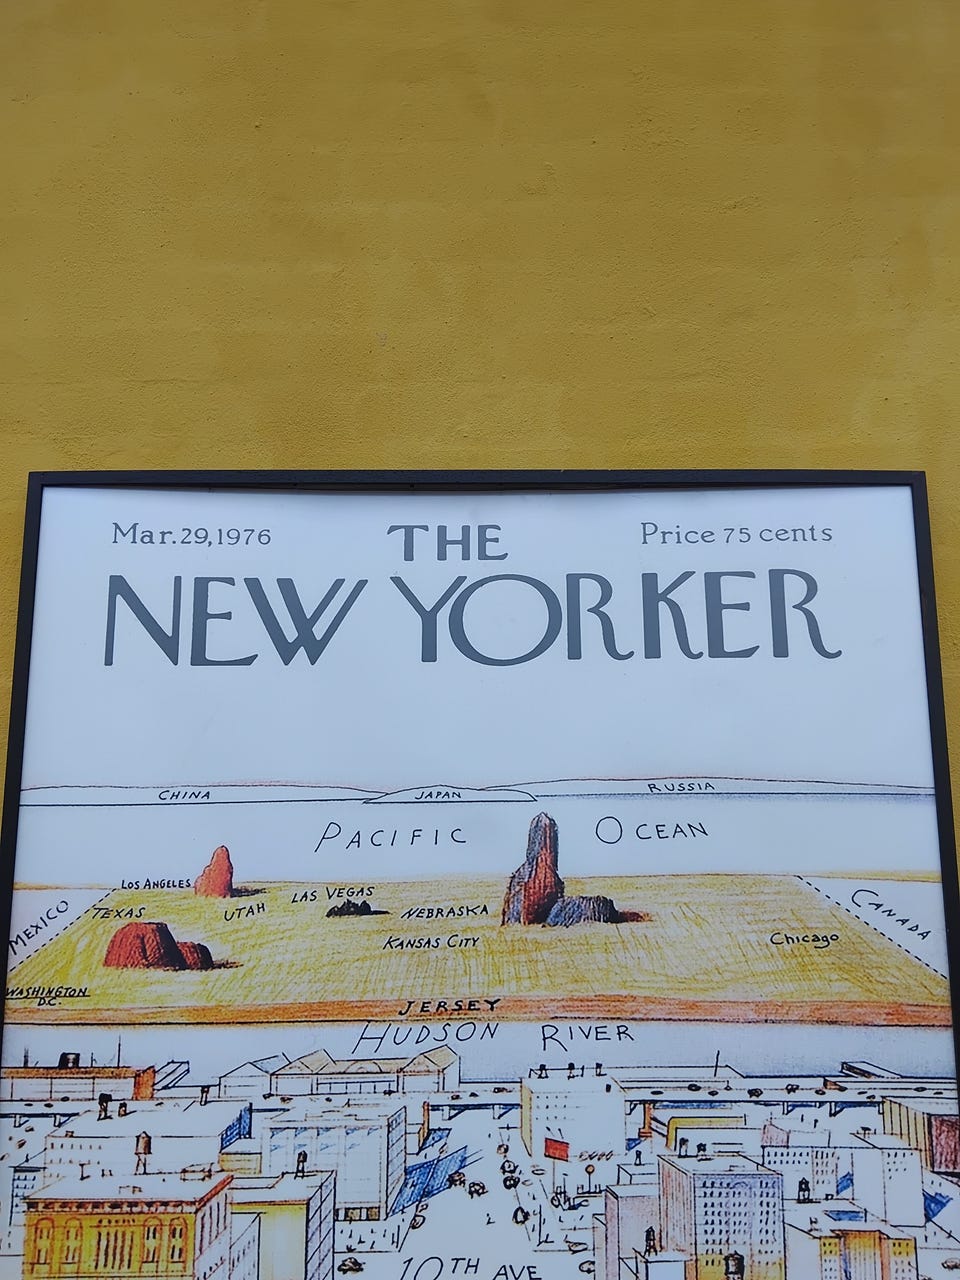 Mar.29,1976
THE
Price 75 cents
NEW YORKER
CHINA
JAPAN
RUSSIA
PACIFIC OCEAN
LOS ANGELES
LAS VEGAS
MEXICO
TEXAS
UTAH
NEBRASKA
CANADA
KANSAS CITY
Chicago
WASHINGTON
D.C.
JERSEY
HUDSON RIVER
10TH AVE